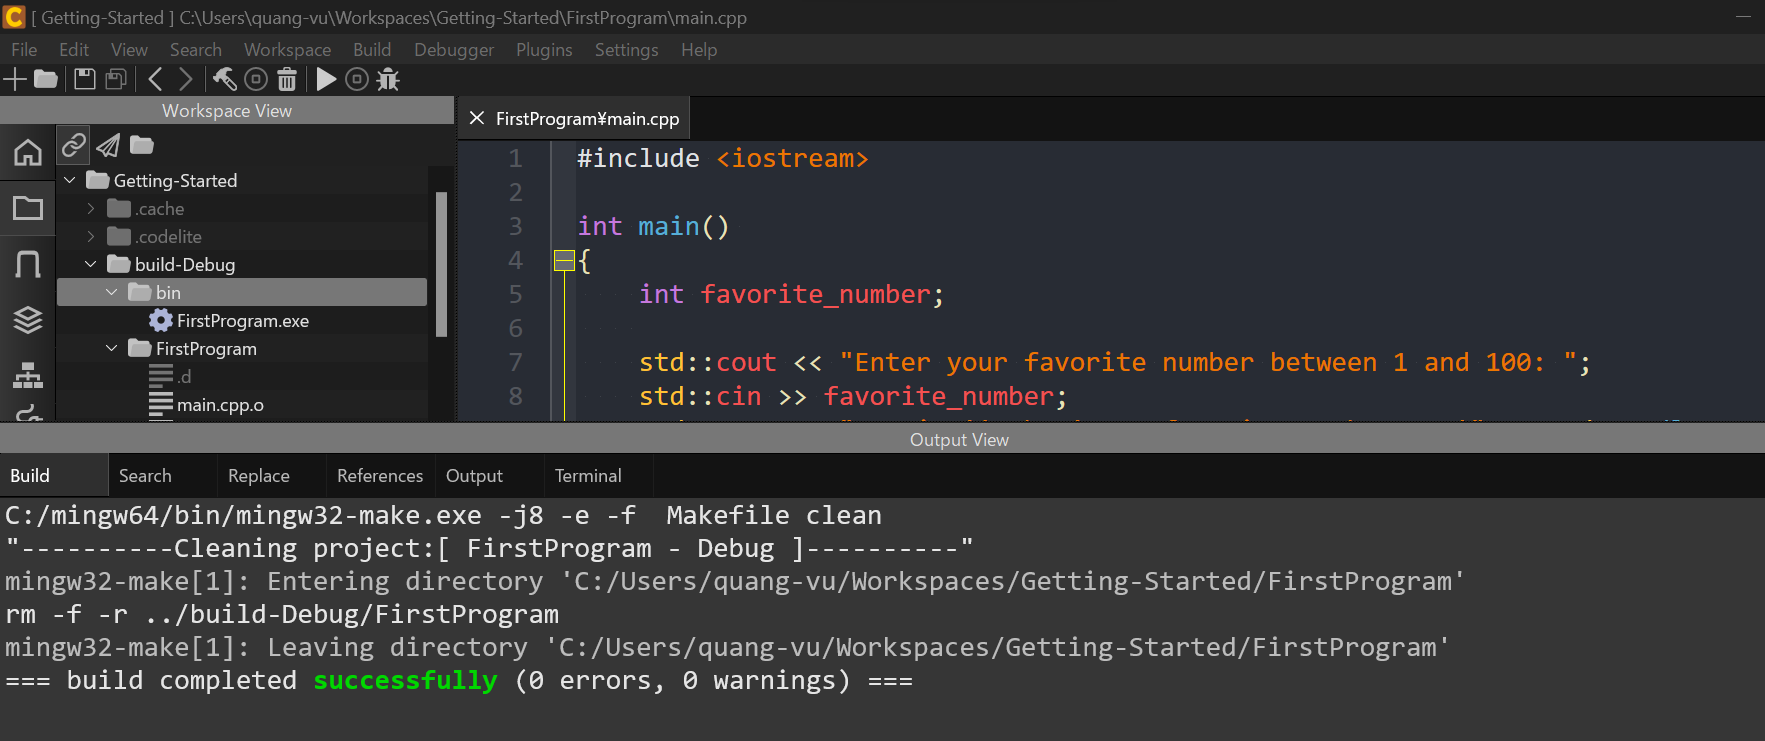 [ Getting-Started ] C:\Users\quang-vu\Workspaces\Getting-Started\FirstProgram\main.cpp
File Edit View Search Workspace Build Debugger Plugins Settings Help
Workspace View
Getting-Started
.cache
.codelite
build-Debug
bin
FirstProgram.exe
FirstProgram
.d
main.cpp.o
FirstProgram¥main.cpp
1 #include <iostream>
2
3 int main()
4 {
5 int favorite_number;
6
7 std::cout << "Enter your favorite number between 1 and 100: ";
8 std::cin >> favorite_number;
Output View
Build Search Replace References Output Terminal
C:/mingw64/bin/mingw32-make.exe -j8 -e -f  Makefile clean
"----------Cleaning project:[ FirstProgram - Debug ]----------"
mingw32-make[1]: Entering directory 'C:/Users/quang-vu/Workspaces/Getting-Started/FirstProgram'
rm -f -r ../build-Debug/FirstProgram
mingw32-make[1]: Leaving directory 'C:/Users/quang-vu/Workspaces/Getting-Started/FirstProgram'
=== build completed successfully (0 errors, 0 warnings) ===